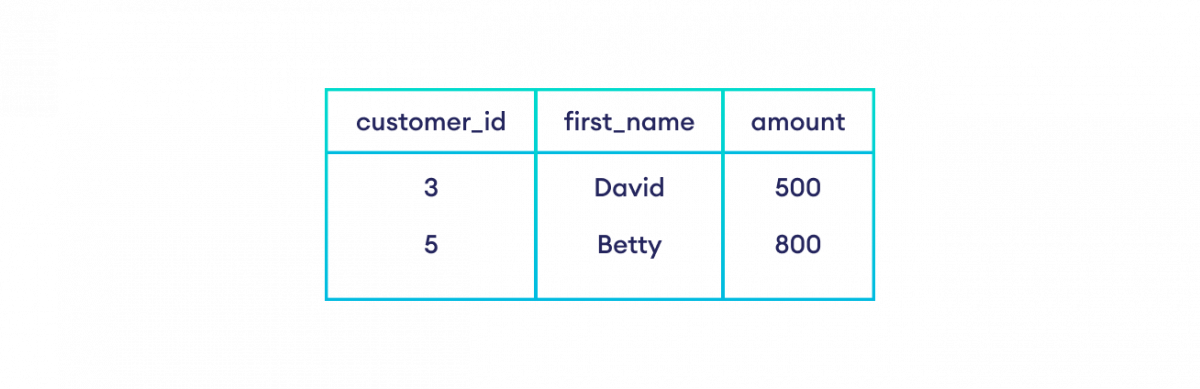 customer_id first_name amount
3 David 500
5 Betty 800